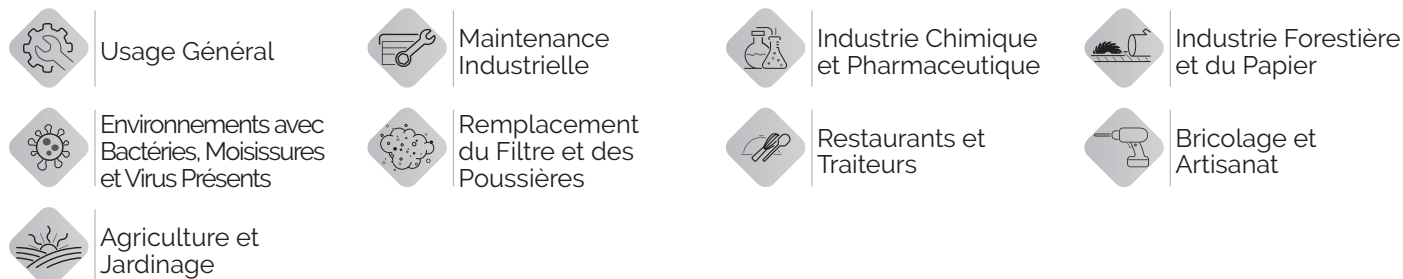 Usage Général
Maintenance
Industrielle
Industrie Chimique
et Pharmaceutique
Industrie Forestière
et du Papier
Environnements avec
Bactéries, Moisissures
et Virus Présents
Remplacement
du Filtre et des
Poussières
Restaurants et
Traiteurs
Bricolage et
Artisanat
Agriculture et
Jardinage